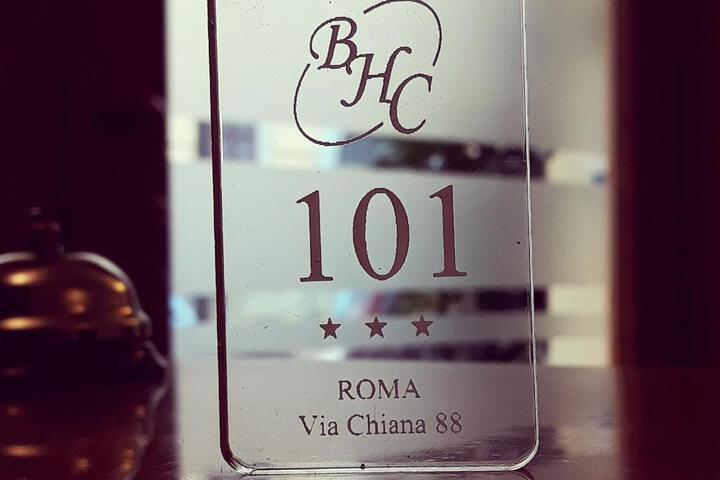 BHC
101
ROMA
Via Chiana 88